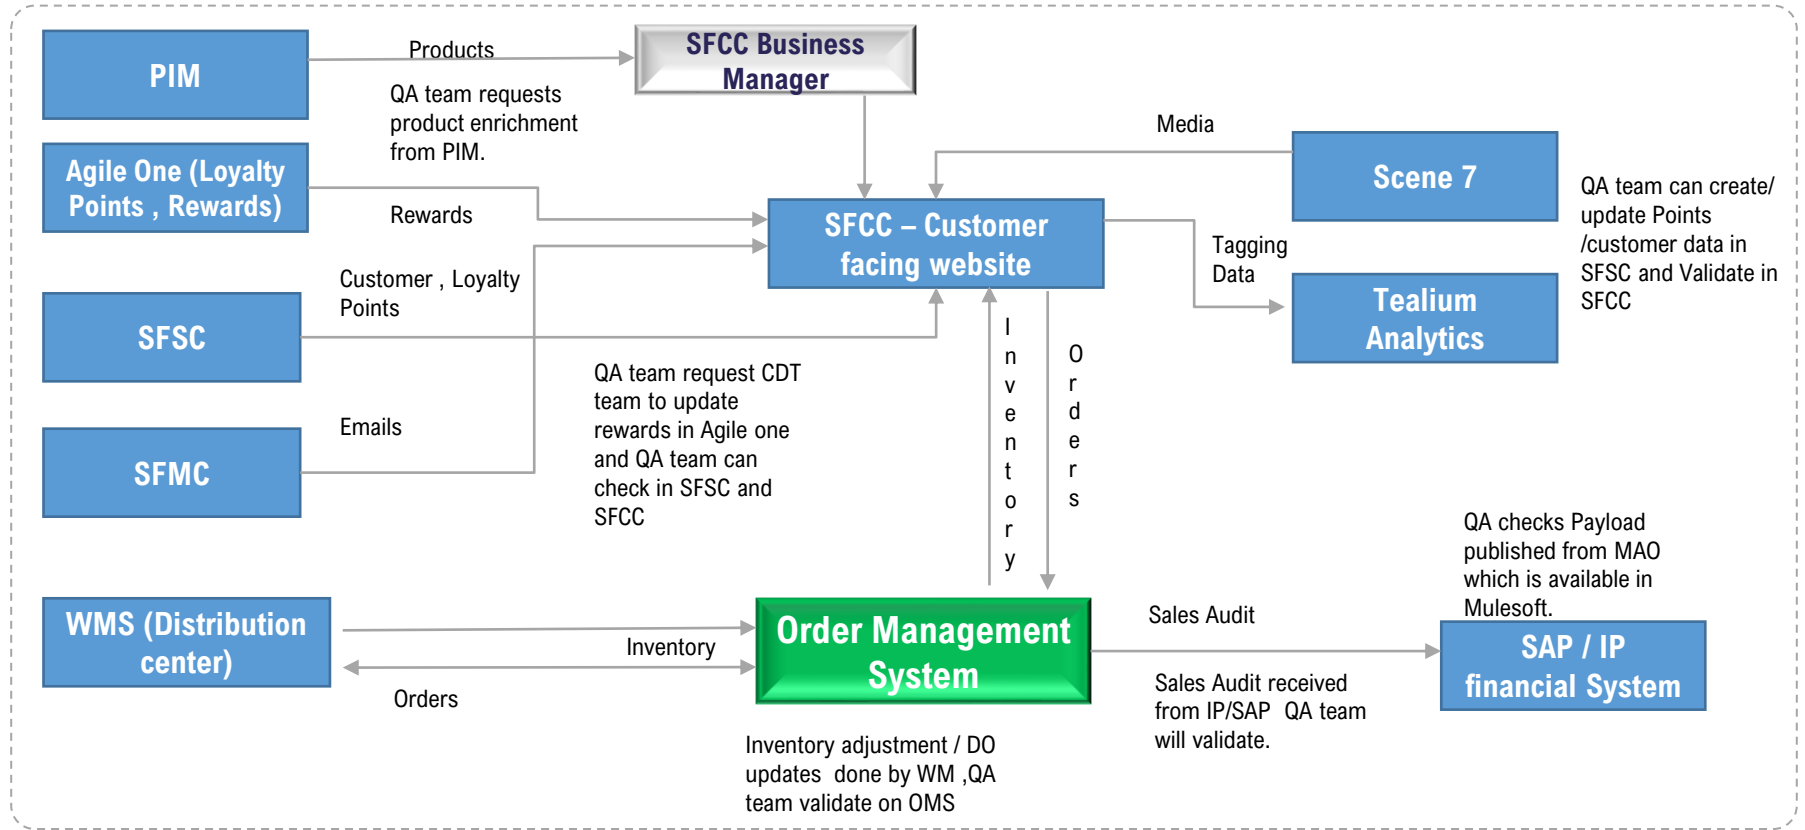 PIM
Products
SFCC Business
Manager
QA team requests
product enrichment
from PIM.
Media
Agile One (Loyalty
Points , Rewards)
Rewards
Scene 7
QA team can create/
update Points
/customer data in
SFSC and Validate in
SFCC
SFCC – Customer
facing website
Tagging
Data
Customer , Loyalty
Points
SFSC
Tealium
Analytics
Inventory
Orders
QA team request CDT
team to update
rewards in Agile one
and QA team can
check in SFSC and
SFCC
Emails
SFMC
QA checks Payload
published from MAO
which is available in
Mulesoft.
WMS (Distribution
center)
Inventory
Orders
Order Management
System
Sales Audit
SAP / IP
financial System
Sales Audit received
from IP/SAP  QA team
will validate.
Inventory adjustment / DO
updates  done by WM ,QA
team validate on OMS